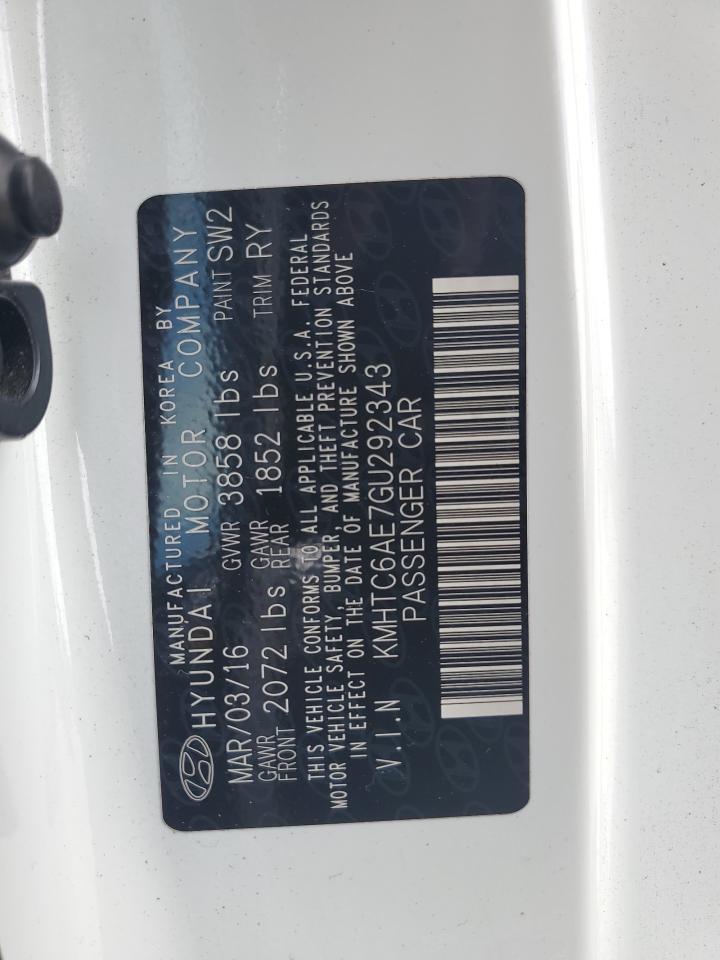 MANUFACTURED IN KOREA BY
HYUNDAI MOTOR COMPANY
MAR/03/16 GVWR 3858 lbs PAINT SW2
GAWR FRONT 2072 lbs GAWR REAR 1852 lbs TRIM RY
THIS VEHICLE CONFORMS TO ALL APPLICABLE U.S.A. FEDERAL
MOTOR VEHICLE SAFETY, BUMPER AND THEFT PREVENTION STANDARDS
IN EFFECT ON THE DATE OF MANUFACTURE SHOWN ABOVE
V.I.N KMHTC6AE7GU292343
PASSENGER CAR